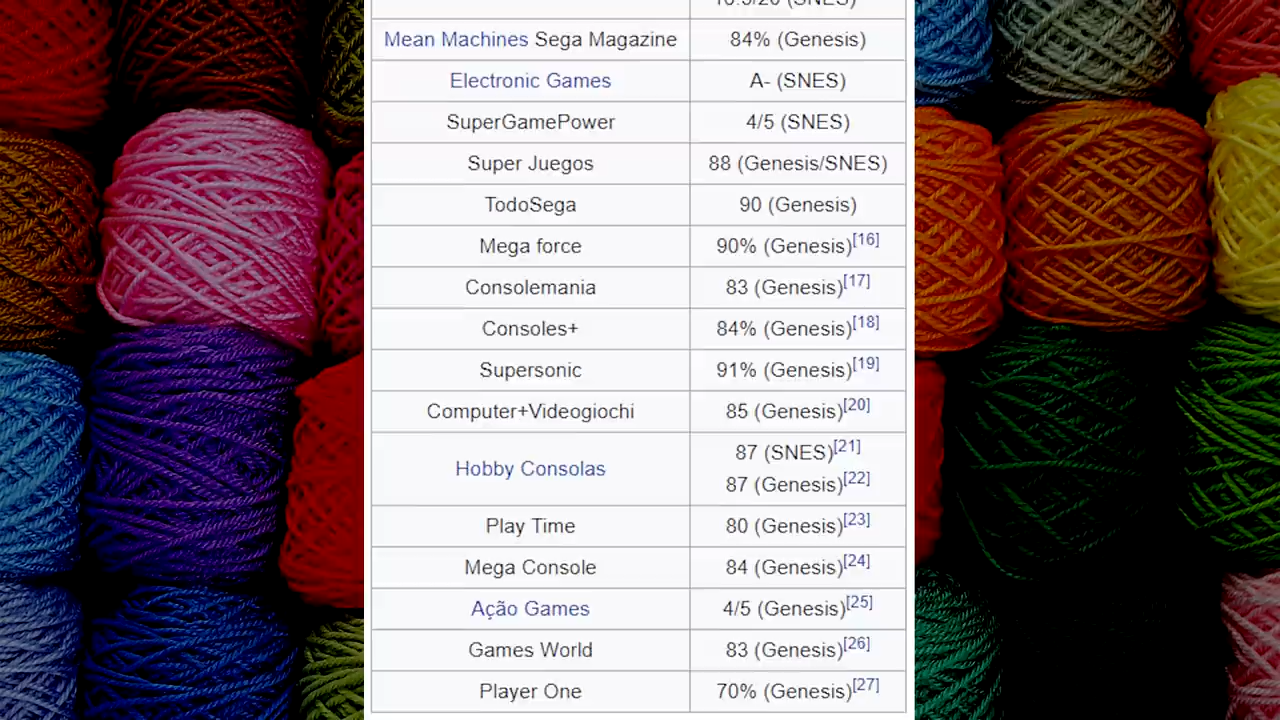 10.5/20 (SNES)
Mean Machines Sega Magazine 84% (Genesis)
Electronic Games A- (SNES)
SuperGamePower 4/5 (SNES)
Super Juegos 88 (Genesis/SNES)
TodoSega 90 (Genesis)
Mega force 90% (Genesis)[16]
Consolemania 83 (Genesis)[17]
Consoles+ 84% (Genesis)[18]
Supersonic 91% (Genesis)[19]
Computer+Videogiochi 85 (Genesis)[20]
Hobby Consolas 87 (SNES)[21]
87 (Genesis)[22]
Play Time 80 (Genesis)[23]
Mega Console 84 (Genesis)[24]
Ação Games 4/5 (Genesis)[25]
Games World 83 (Genesis)[26]
Player One 70% (Genesis)[27]